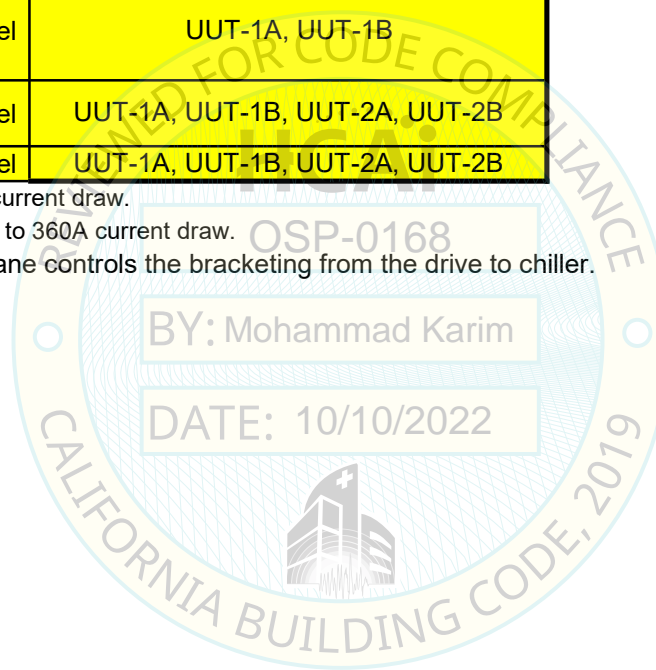 el UUT-1A, UUT-1B
el UUT-1A, UUT-1B, UUT-2A, UUT-2B
el UUT-1A, UUT-1B, UUT-2A, UUT-2B
current draw.
to 360A current draw.
ane controls the bracketing from the drive to chiller.
REVIEWED FOR CODE COMPLIANCE
HCAi
OSP-0168
BY: Mohammad Karim
DATE: 10/10/2022
CALIFORNIA BUILDING CODE, 2019